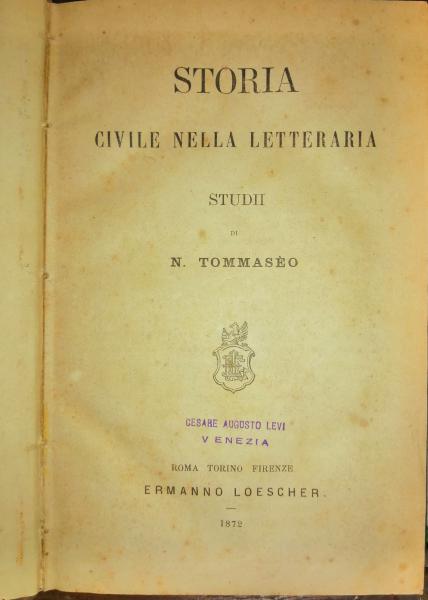 STORIA
CIVILE NELLA LETTERARIA
STUDII
DI
N. TOMMASÈO
CESARE AUGUSTO LEVI
VENEZIA
ROMA TORINO FIRENZE
ERMANNO LOESCHER.
1872